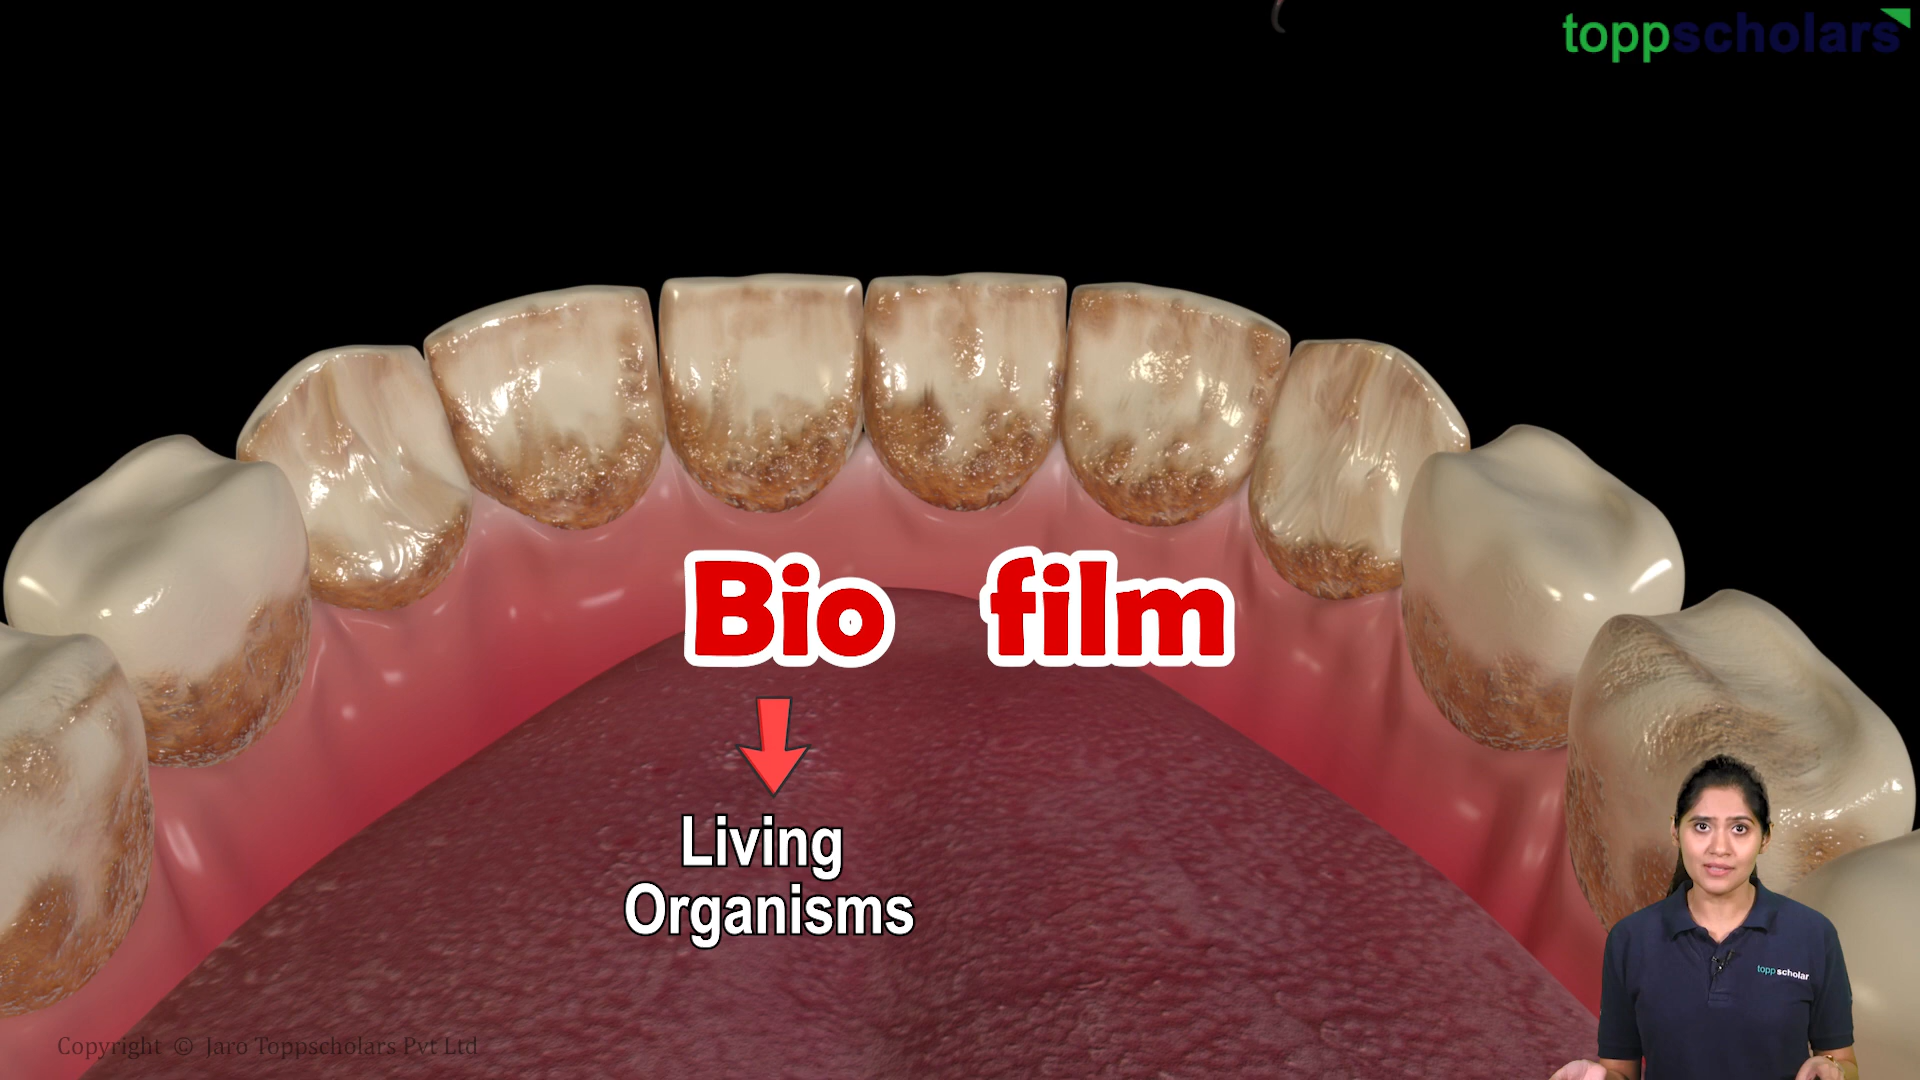 toppscholars
Bio film
Living
Organisms
toppscholar
Copyright © Jaro Toppscholars Pvt Ltd